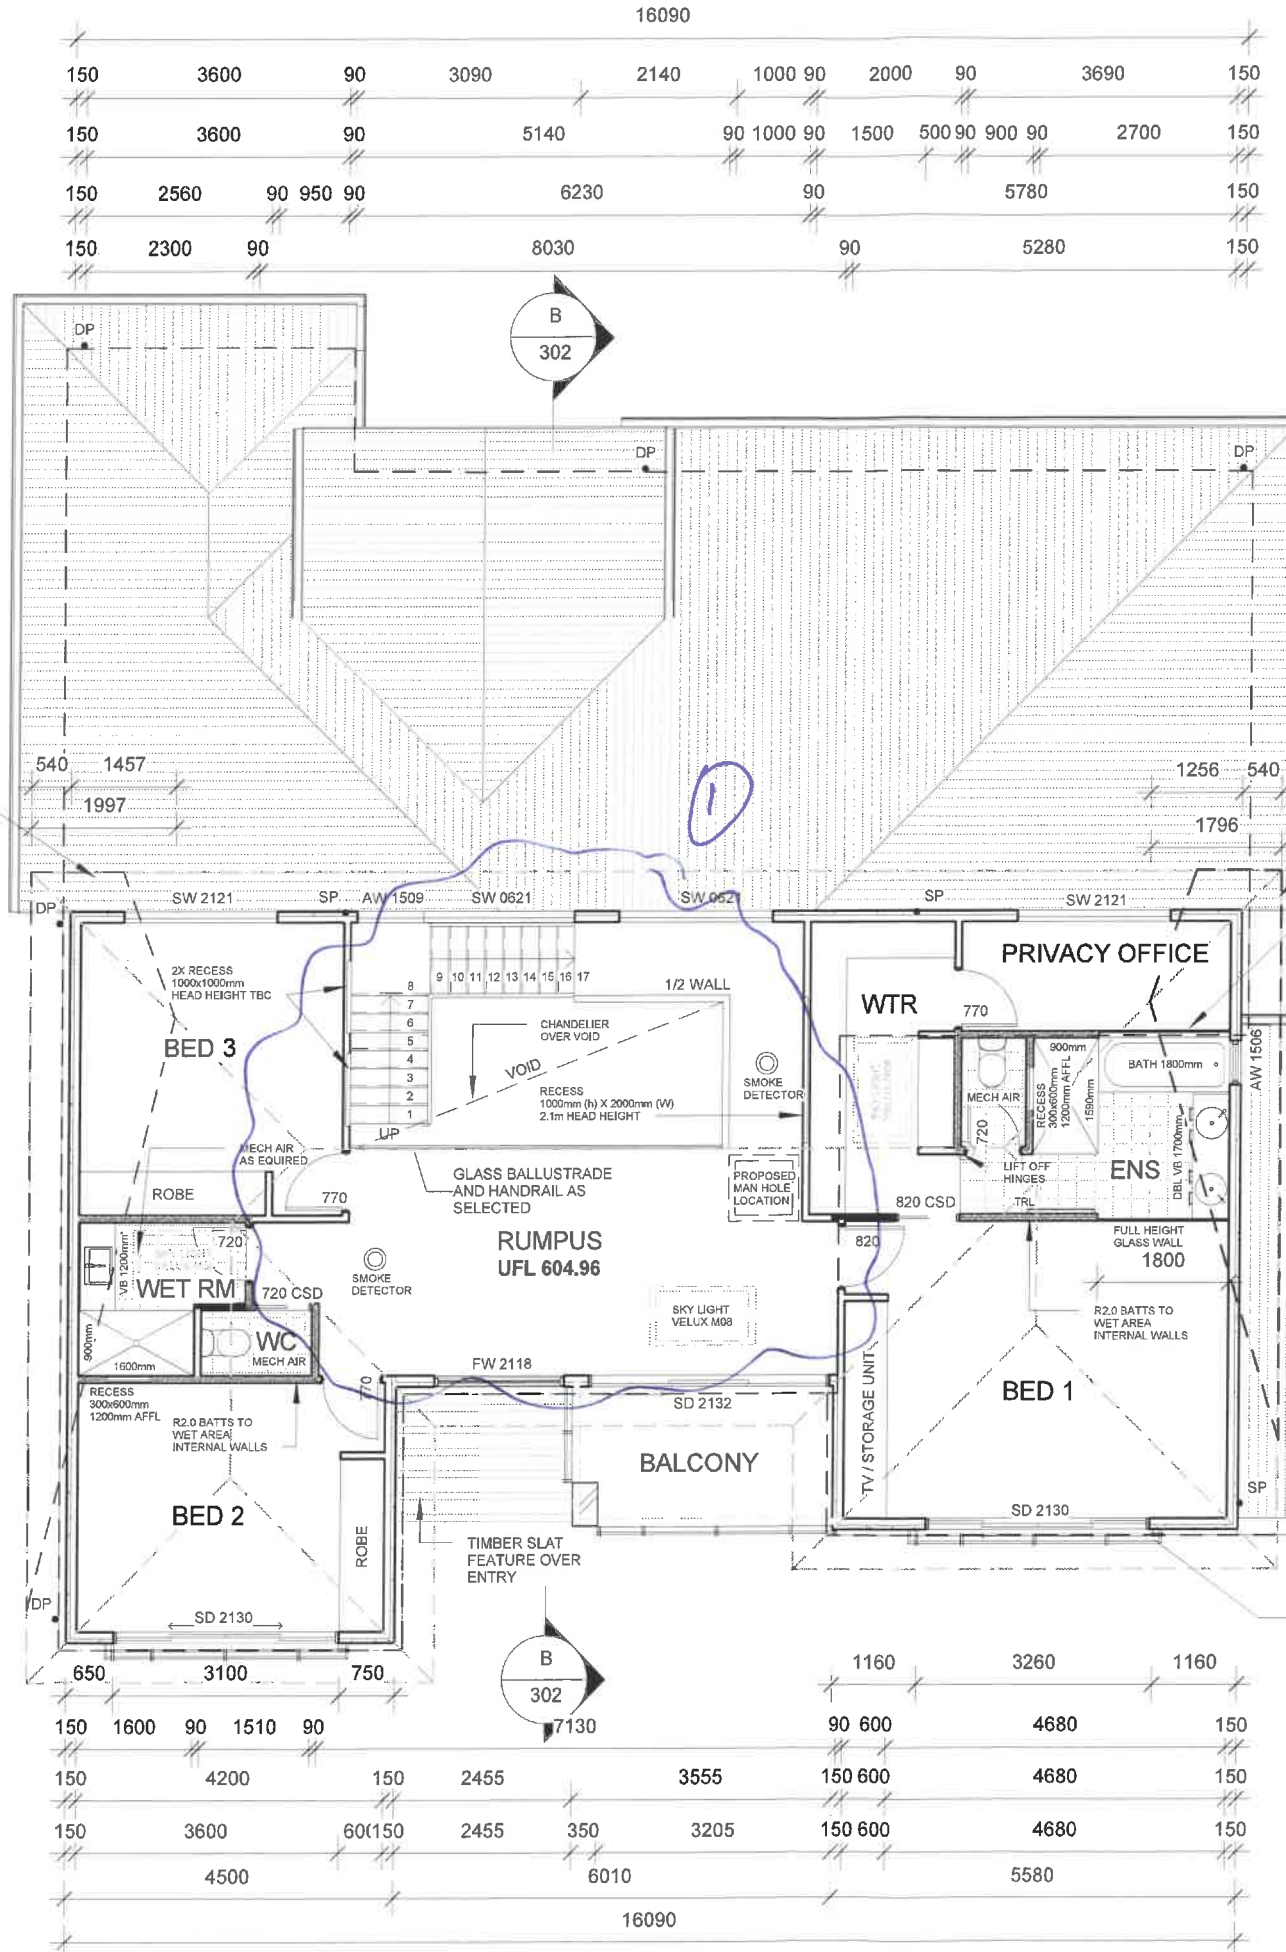 16090
150 3600 90 3090 2140 1000 90 2000 90 3690 150
150 3600 90 5140 90 1000 90 1500 500 90 900 90 2700 150
150 2560 90 950 90 6230 90 5780 150
150 2300 90 8030 90 5280 150
B
302
DP
DP
DP
540 1457
1997
1
1256 540
1796
DP
SW 2121
SP
AW 1509
SW 0621
SW 0621
SP
SW 2121
2X RECESS
1000x1000mm
HEAD HEIGHT TBC
BED 3
8
7
6
5
4
3
2
1
UP
9 10 11 12 13 14 15 16 17
1/2 WALL
CHANDELIER
OVER VOID
VOID
RECESS
1000mm (h) X 2000mm (W)
2.1m HEAD HEIGHT
SMOKE
DETECTOR
WTR
PRIVACY OFFICE
770
MECH AIR
720
RECESS
300x600mm
1200mm AFFL
900mm
1590mm
BATH 1800mm
AW 1506
DBL VB 1700mm
ENS
LIFT OFF
HINGES
TRL
820 CSD
820
MECH AIR
AS EQUIRED
ROBE
770
GLASS BALLUSTRADE
AND HANDRAIL AS
SELECTED
PROPOSED
MAN HOLE
LOCATION
RUMPUS
UFL 604.96
SMOKE
DETECTOR
VB 1200mm
720
WET RM
720 CSD
WC
MECH AIR
900mm
1600mm
SKY LIGHT
VELUX M08
FULL HEIGHT
GLASS WALL
1800
R2.0 BATTS TO
WET AREA
INTERNAL WALLS
FW 2118
770
RECESS
300x600mm
1200mm AFFL
R2.0 BATTS TO
WET AREA
INTERNAL WALLS
SD 2132
BALCONY
TV / STORAGE UNIT
BED 1
SD 2130
SP
BED 2
ROBE
TIMBER SLAT
FEATURE OVER
ENTRY
DP
SD 2130
B
302
650 3100 750
1160 3260 1160
150 1600 90 1510 90 7130 90 600 4680 150
150 4200 150 2455 3555 150 600 4680 150
150 3600 600 150 2455 350 3205 150 600 4680 150
4500 6010 5580
16090